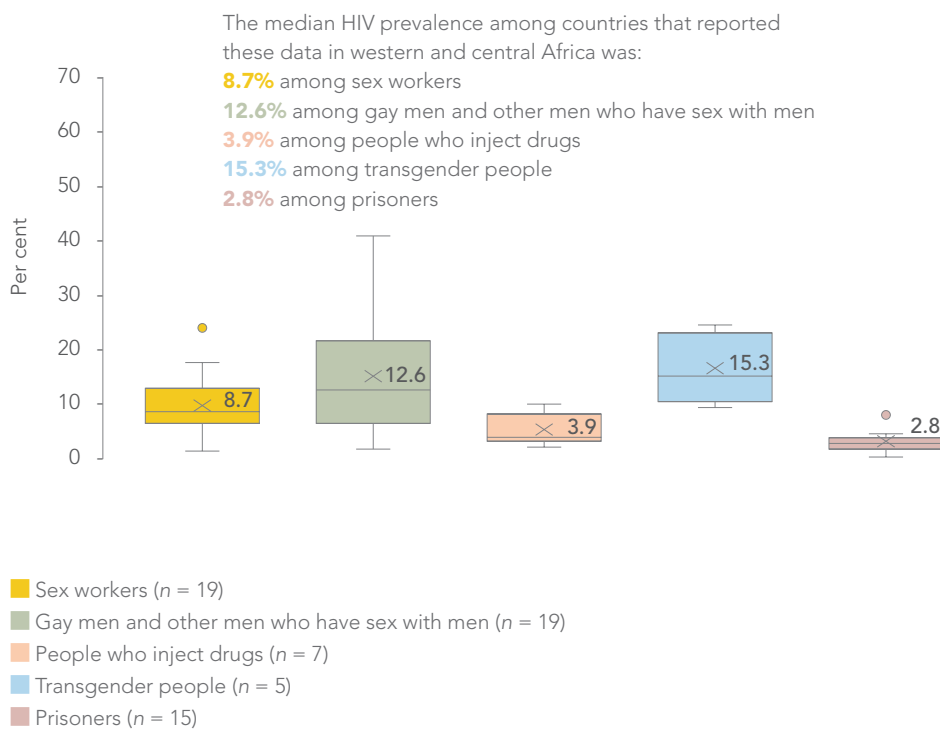 The median HIV prevalence among countries that reported
these data in western and central Africa was:
8.7% among sex workers
12.6% among gay men and other men who have sex with men
3.9% among people who inject drugs
15.3% among transgender people
2.8% among prisoners
Per cent
70
60
50
40
30
20
10
0
8.7
12.6
3.9
15.3
2.8
Sex workers (n = 19)
Gay men and other men who have sex with men (n = 19)
People who inject drugs (n = 7)
Transgender people (n = 5)
Prisoners (n = 15)